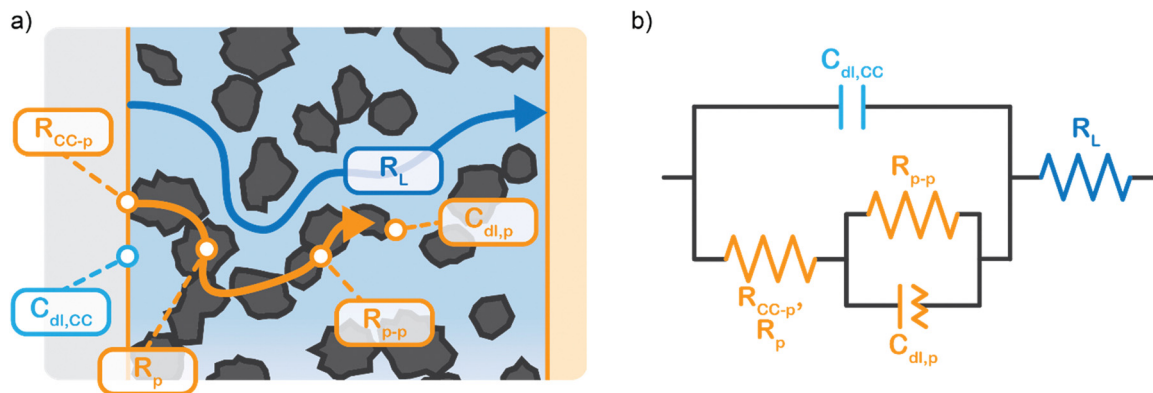 a)
R_CC-p
C_dl,CC
R_p
R_L
C_dl,p
R_p-p
b)
C_dl,CC
R_L
R_p-p
R_CC-p,
R_p
C_dl,p